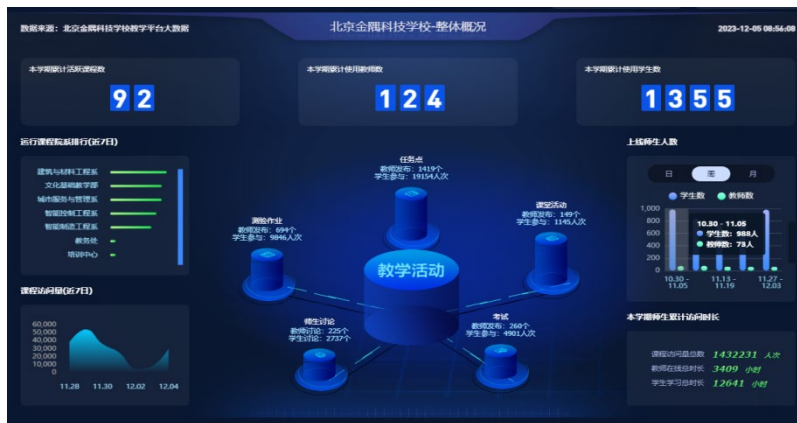 数据来源：北京金隅科技学校教学平台大数据
北京金隅科技学校-整体概况
2023-12-05 08:56:08
本学期累计活跃课程数
92
本学期累计使用教师数
124
本学期累计使用学生数
1355
运行课程院系排行(近7日)
建筑与材料工程系
文化基础教学部
城市服务与管理系
智能控制工程系
智能制造工程系
教务处
培训中心
课程访问量(近7日)
60,000
50,000
40,000
30,000
20,000
10,000
0
11.28 11.30 12.02 12.04
任务点
教师发布：1419个
学生参与：19154人次
测验作业
教师发布：694个
学生参与：9846人次
课堂活动
教师发布：149个
学生参与：1145人次
教学活动
师生讨论
教师讨论：225个
学生讨论：2737个
考试
教师发布：260个
学生参与：4901人次
上线师生人数
日 周 月
学生数 教师数
1,000
800
600
400
200
0
10.30 - 11.05
学生数：988人
教师数：73人
10.30 - 11.13 - 11.27 -
11.05 11.19 12.03
本学期师生累计访问时长
课程访问量总数 1432231 人次
教师在线总时长 3409 小时
学生学习总时长 12641 小时